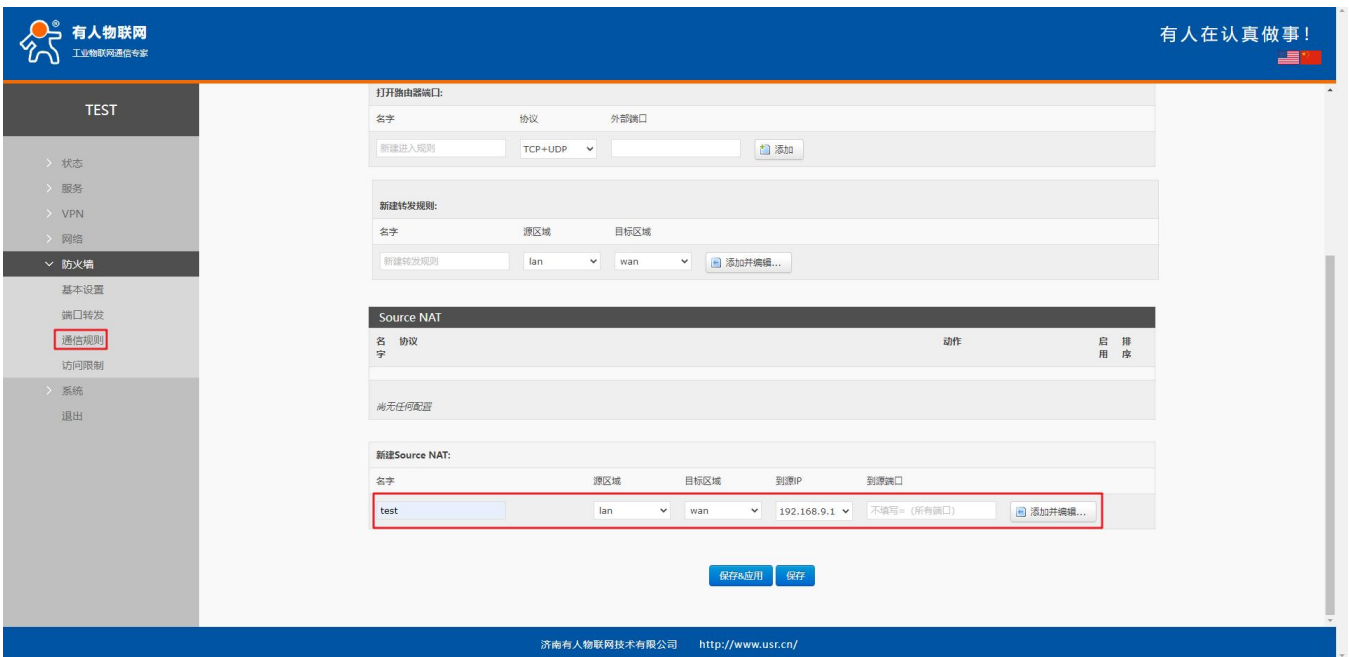 有人物联网
工业物联网通信专家
有人在认真做事!
TEST
状态
服务
VPN
网络
防火墙
基本设置
端口转发
通信规则
访问限制
系统
退出
打开路由器端口:
名字 协议 外部端口
新建进入规则 TCP+UDP 添加
新建转发规则:
名字 源区域 目标区域
新建转发规则 lan wan 添加并编辑...
Source NAT
名字 协议 动作 启用 排序
尚无任何配置
新建Source NAT:
名字 源区域 目标区域 到源IP 到源端口
test lan wan 192.168.9.1 不填写=（所有端口） 添加并编辑...
保存&应用 保存
济南有人物联网技术有限公司 http://www.usr.cn/